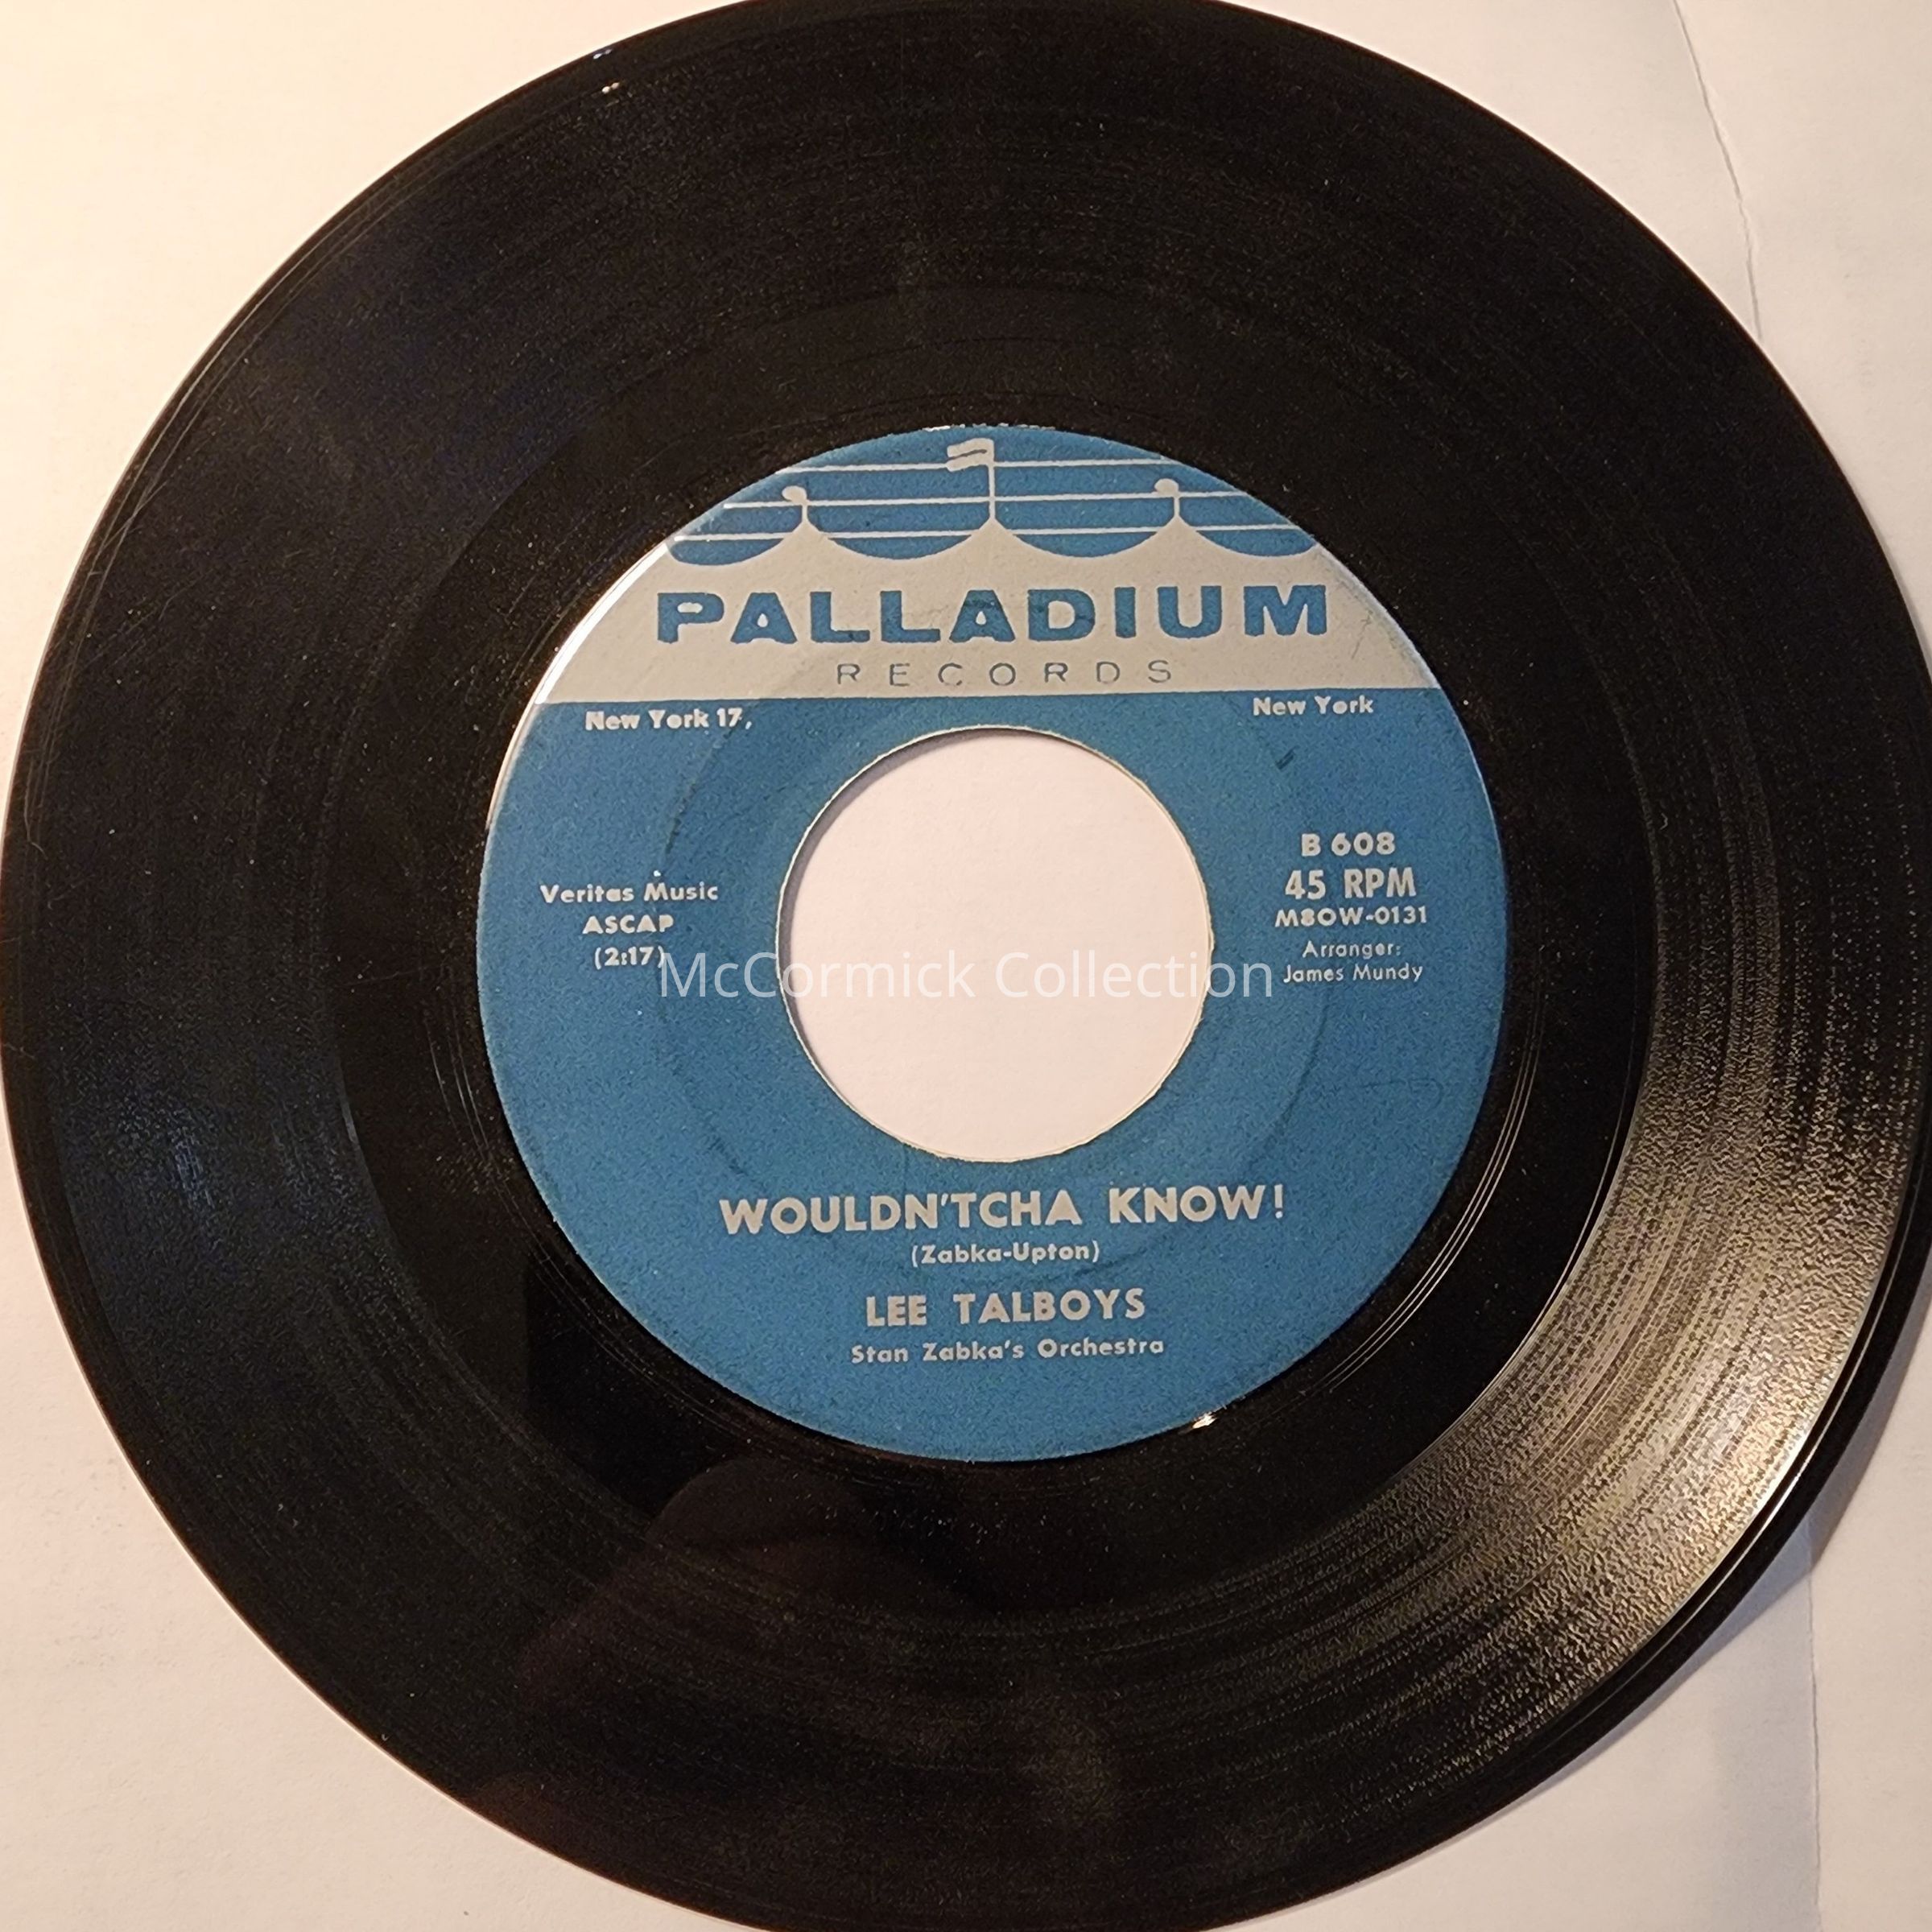 PALLADIUM
RECORDS
New York 17,
New York
B 608
45 RPM
M8OW-0131
Arranger:
James Mundy
Veritas Music
ASCAP
(2:17)
McCormick Collection
WOULDN'TCHA KNOW!
(Zabka-Upton)
LEE TALBOYS
Stan Zabka's Orchestra